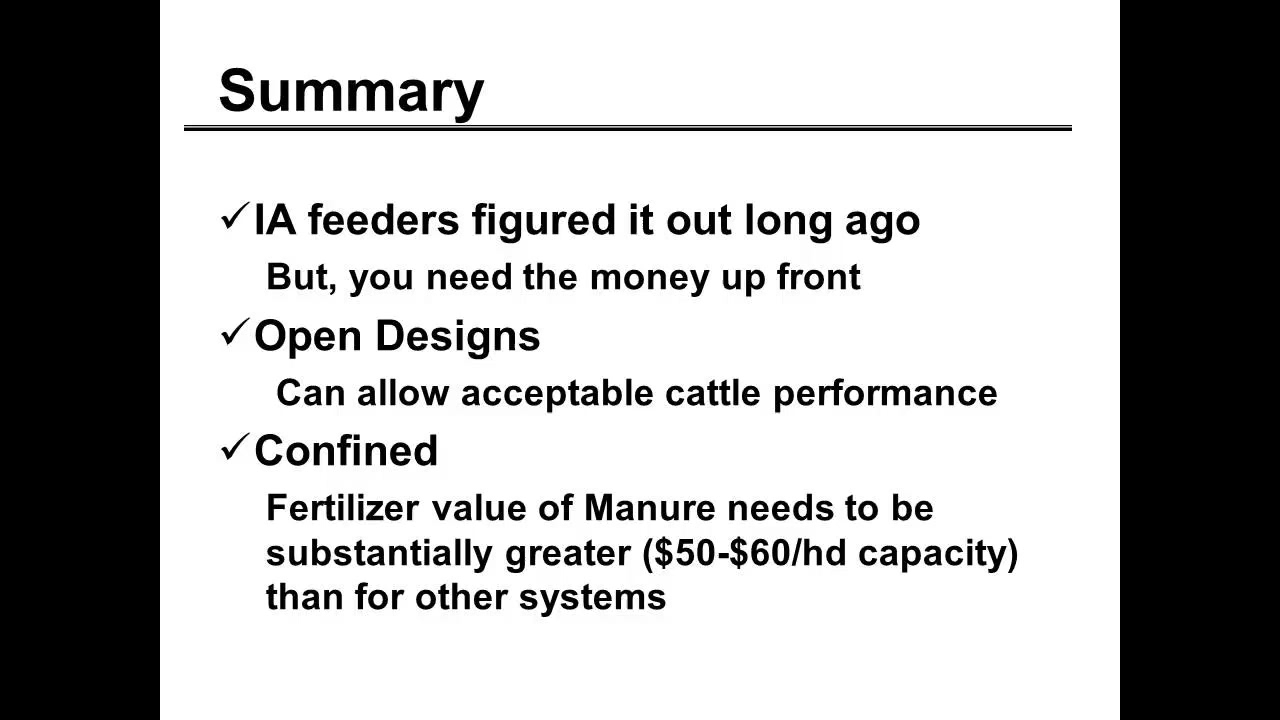 Summary
✓IA feeders figured it out long ago
But, you need the money up front
✓Open Designs
Can allow acceptable cattle performance
✓Confined
Fertilizer value of Manure needs to be
substantially greater ($50-$60/hd capacity)
than for other systems